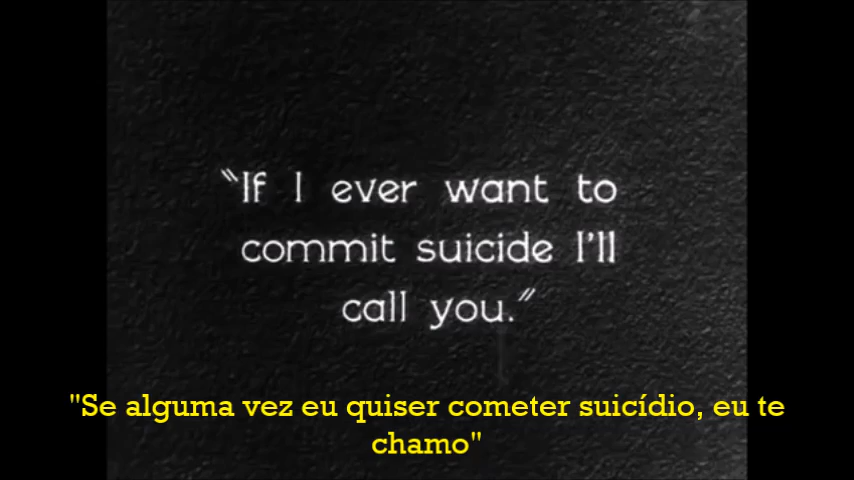 "If I ever want to
commit suicide I'll
call you."
"Se alguma vez eu quiser cometer suicídio, eu te
chamo"